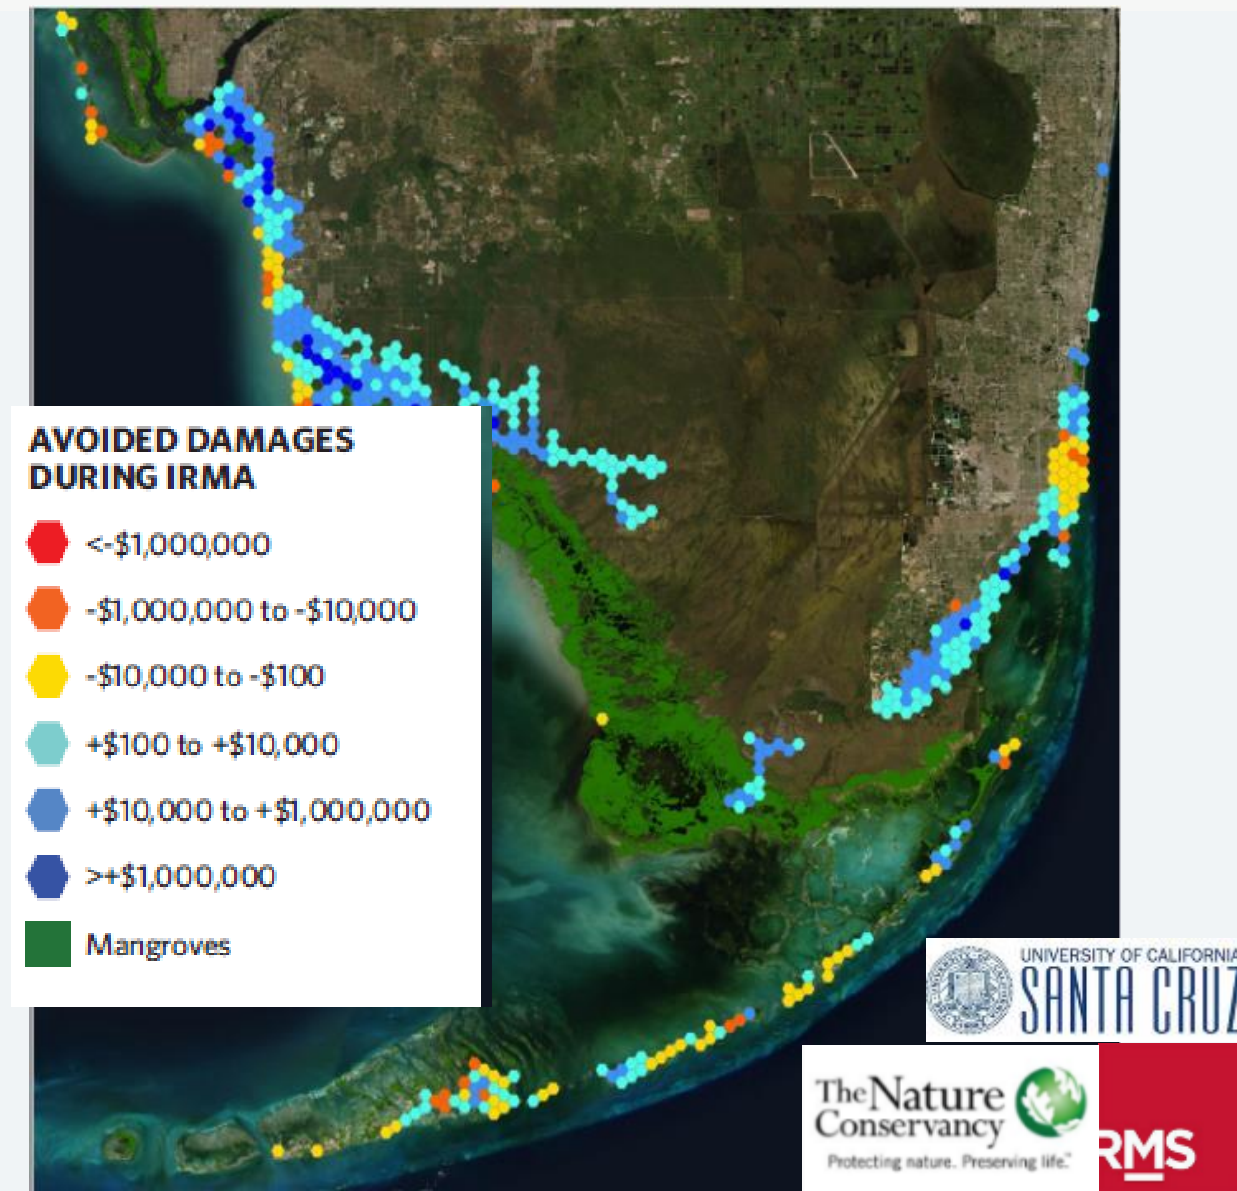 AVOIDED DAMAGES
DURING IRMA
<-$1,000,000
-$1,000,000 to -$10,000
-$10,000 to -$100
+$100 to +$10,000
+$10,000 to +$1,000,000
>+$1,000,000
Mangroves
UNIVERSITY OF CALIFORNIA
SANTA CRUZ
The Nature
Conservancy
Protecting nature. Preserving life.™
RMS